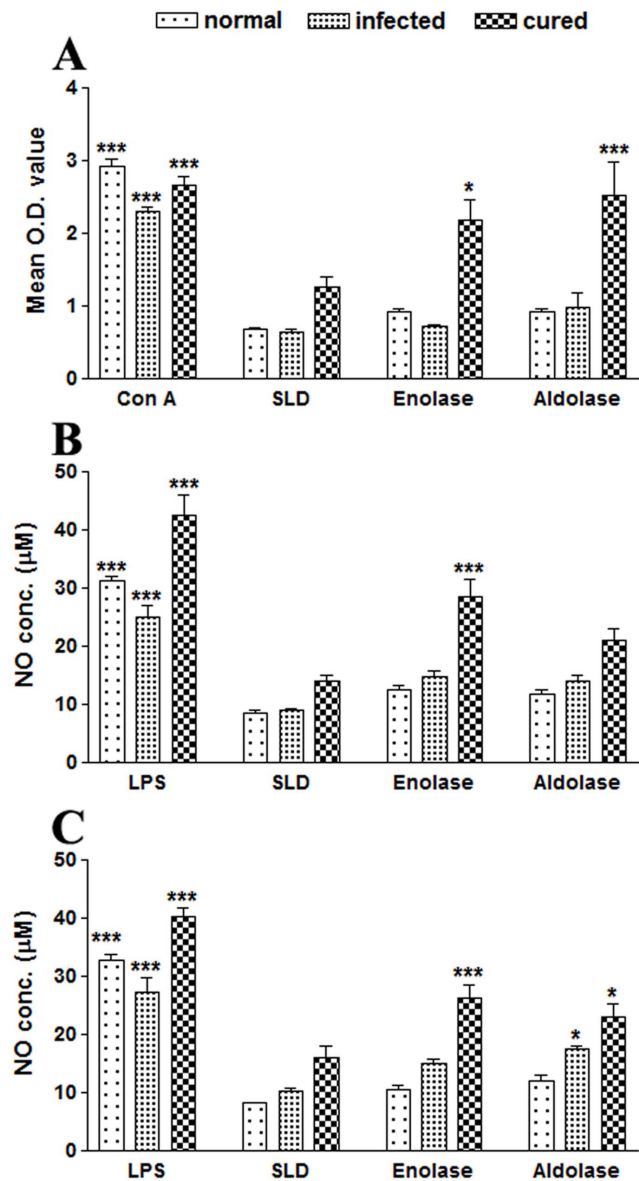 normal infected cured
A
Mean O.D. value
4
3
2
1
0
*** *** *** * ***
Con A SLD Enolase Aldolase
B
NO conc. (µM)
50
40
30
20
10
0
*** *** *** ***
LPS SLD Enolase Aldolase
C
NO conc. (µM)
50
40
30
20
10
0
*** *** *** *** * *
LPS SLD Enolase Aldolase